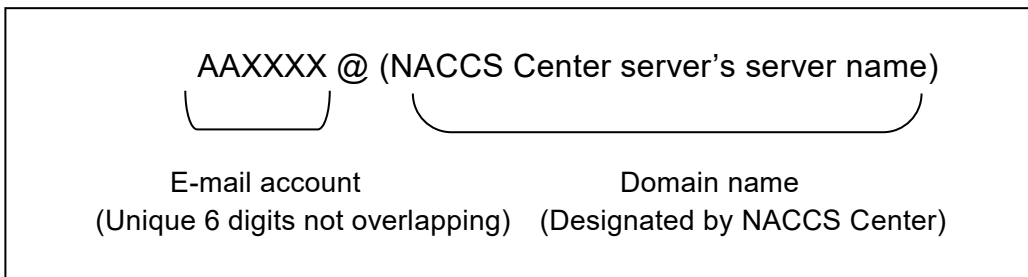 AAXXXX @ (NACCS Center server’s server name)
E-mail account Domain name
(Unique 6 digits not overlapping) (Designated by NACCS Center)